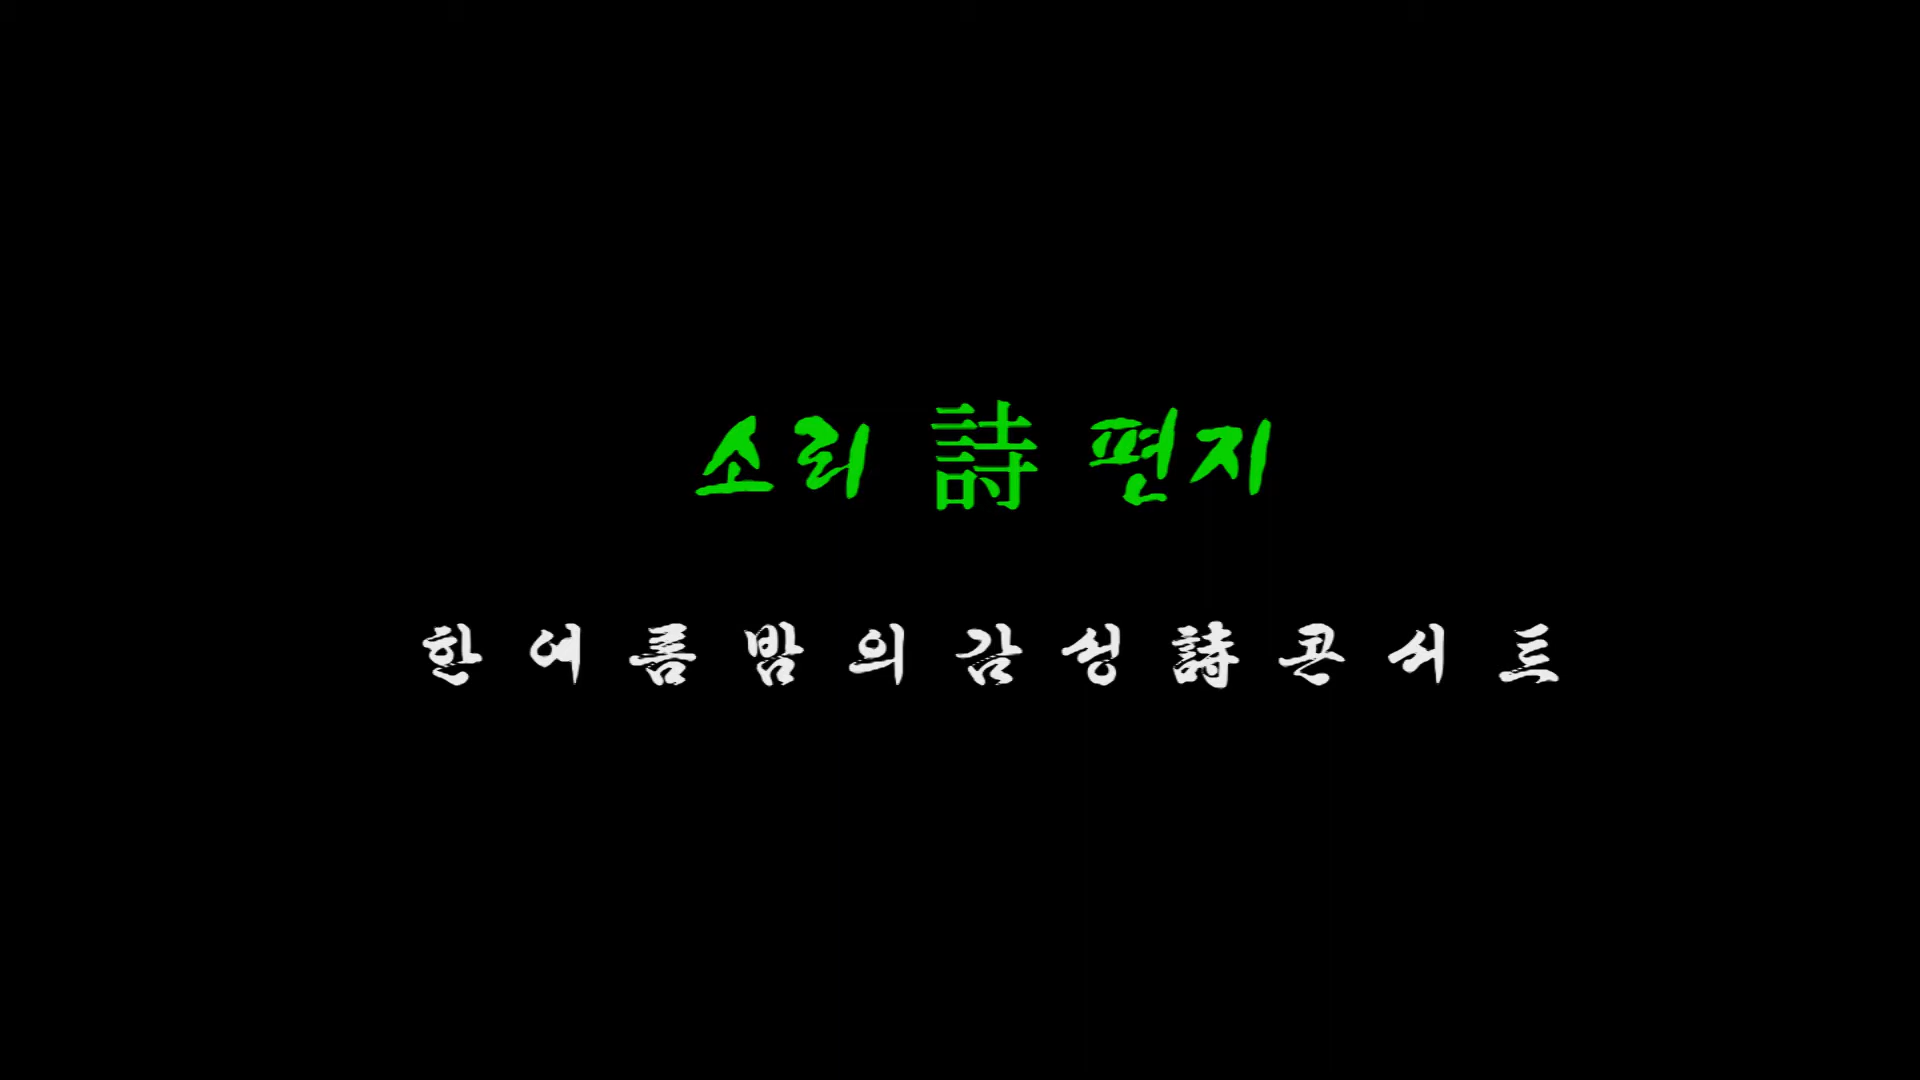 소리 詩 편지
한 여 름 밤 의 감 성 詩 콘 서 트